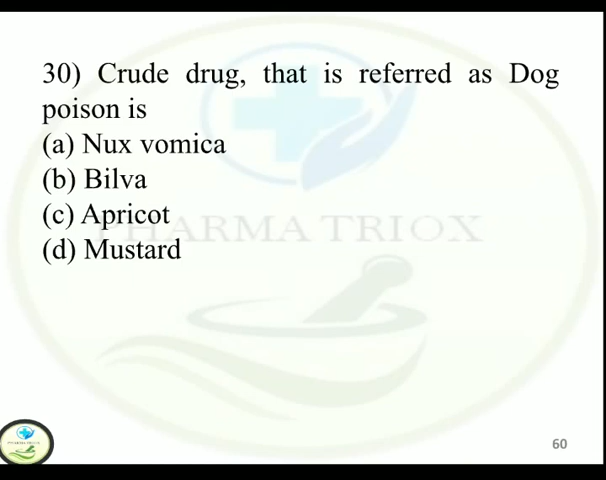 30) Crude drug, that is referred as Dog
poison is
(a) Nux vomica
(b) Bilva
(c) Apricot
(d) Mustard
PHARMA TRIOX
60